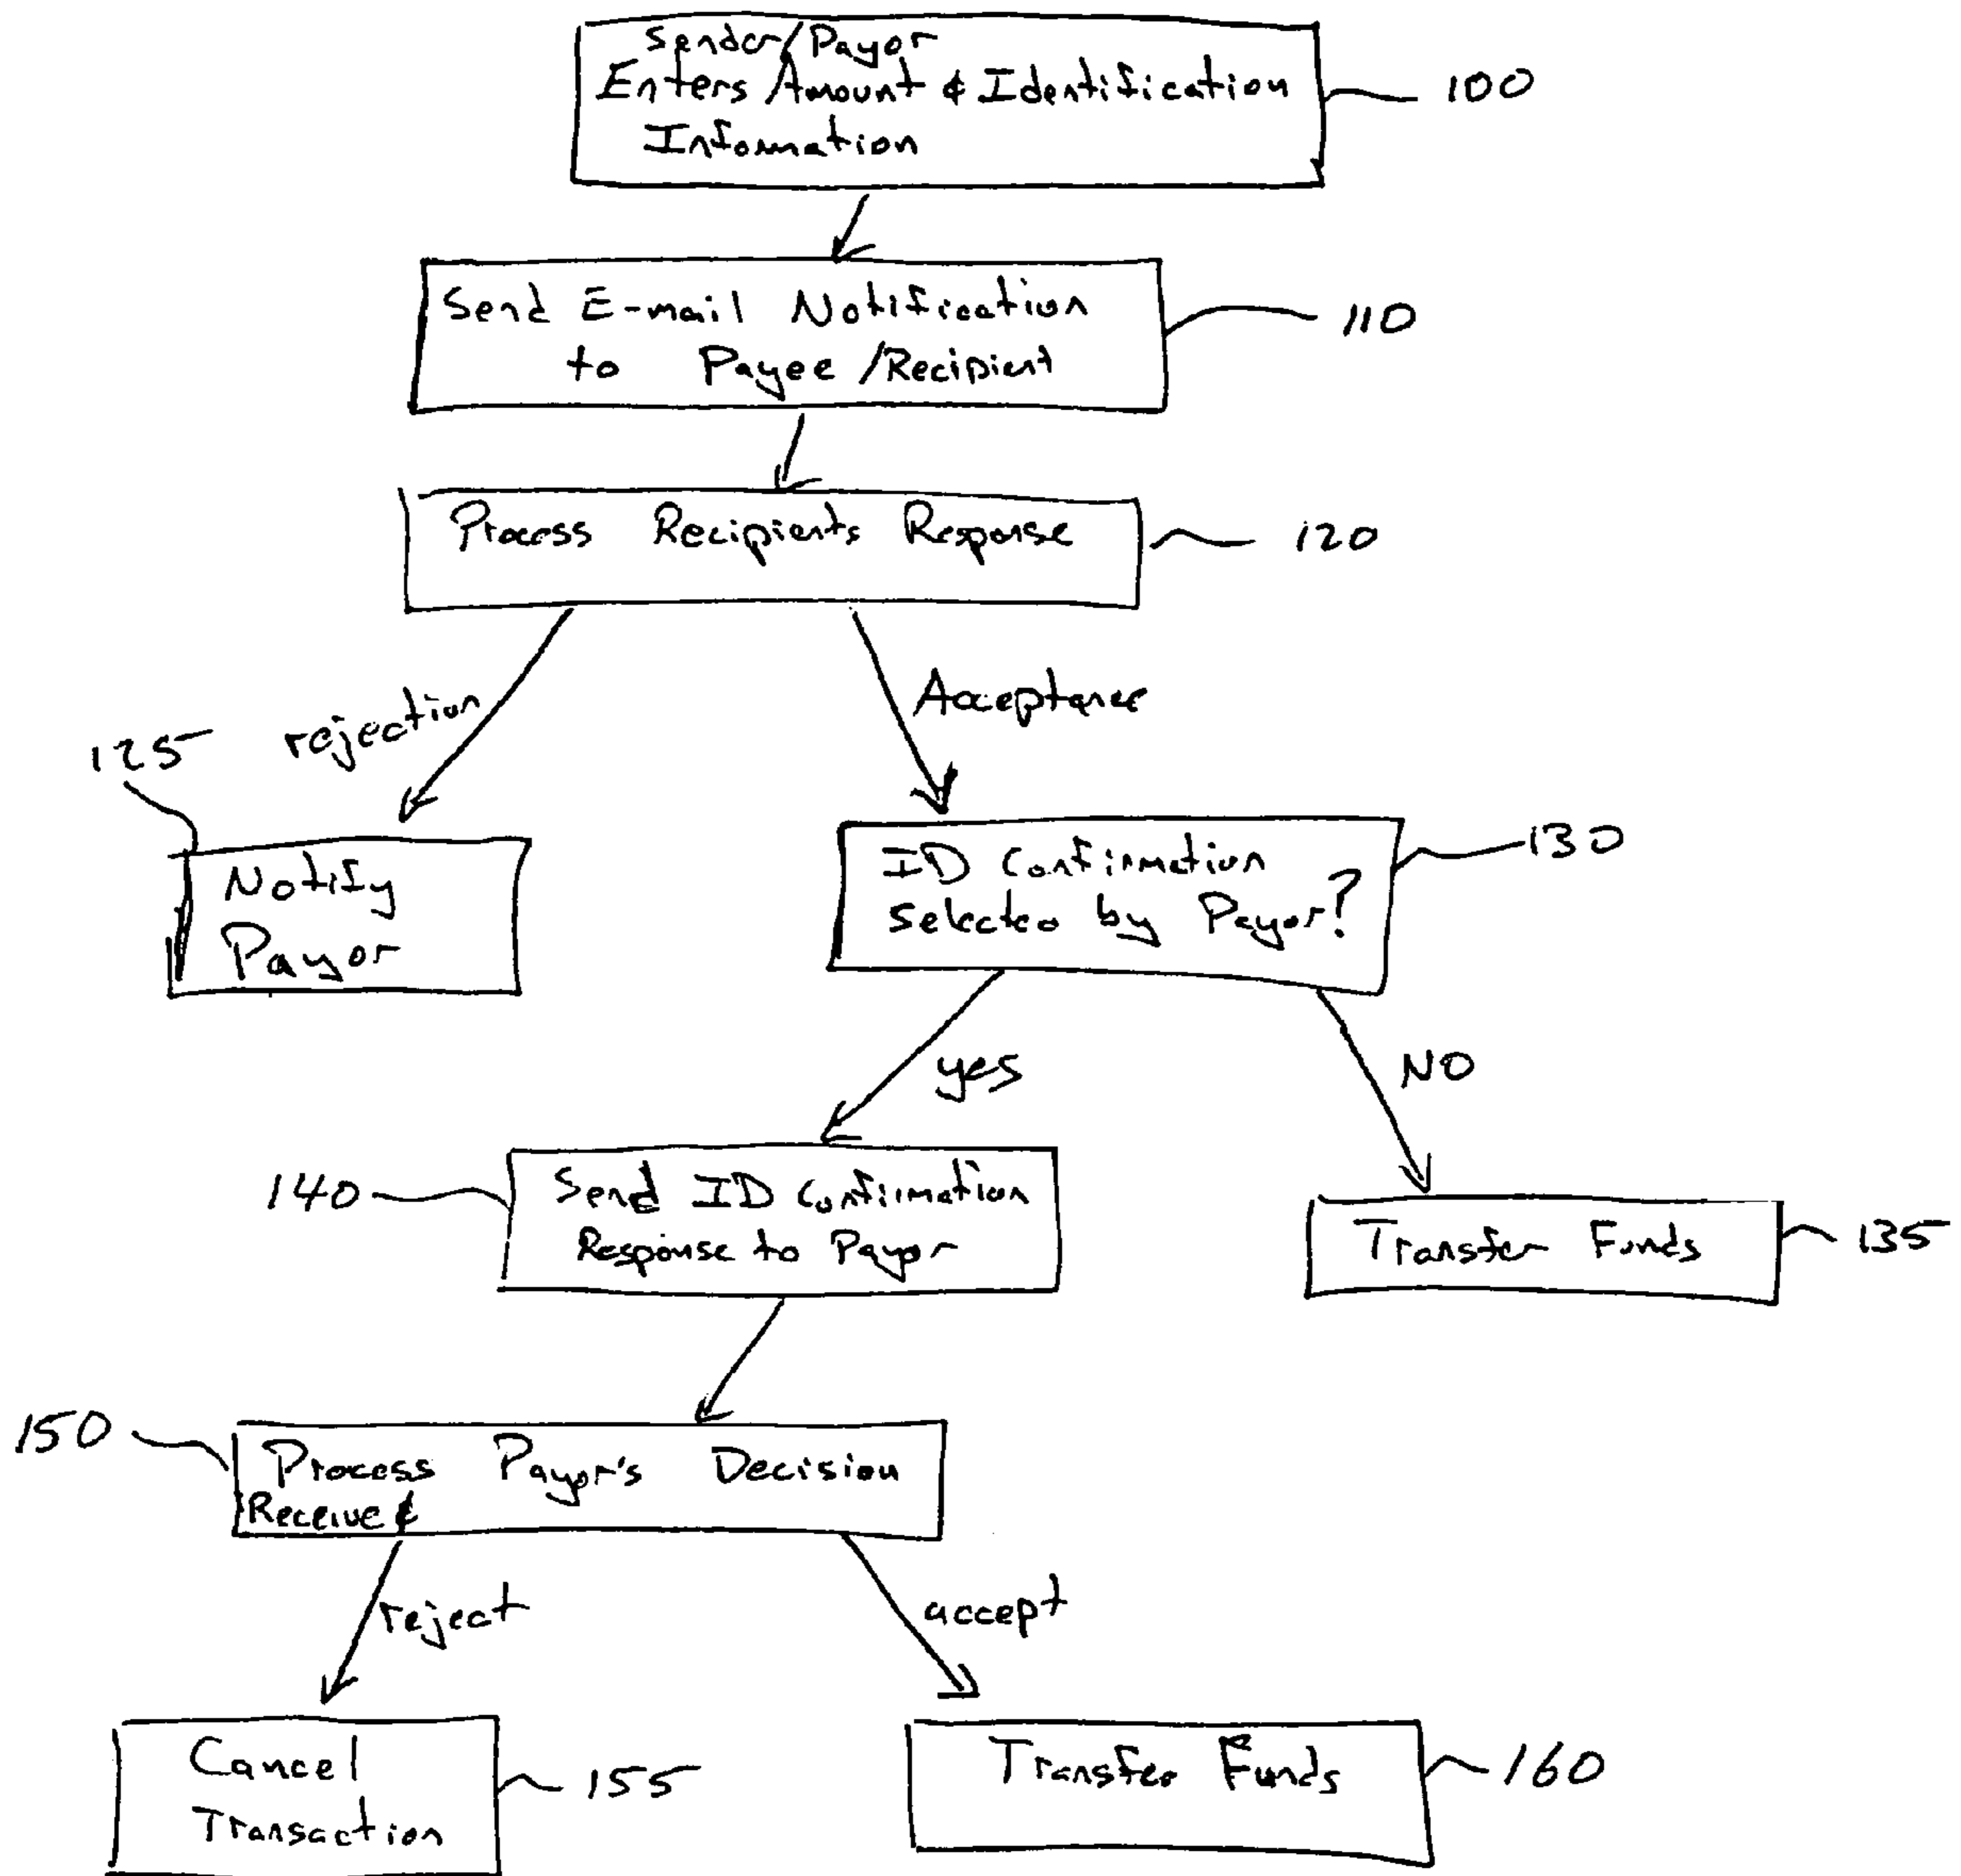 Sender/Payor
Enters Amount & Identification
Information
100
Send E-mail Notification
to Payee/Recipient
110
Process Recipients Response
120
rejection
Acceptance
125
Notify
Payor
ID Confirmation
selected by Payor?
130
yes
NO
140
Send ID Confirmation
Response to Payor
Transfer Funds
135
150
Process Payor's Decision
Receive &
reject
accept
Cancel
Transaction
155
Transfer Funds
160